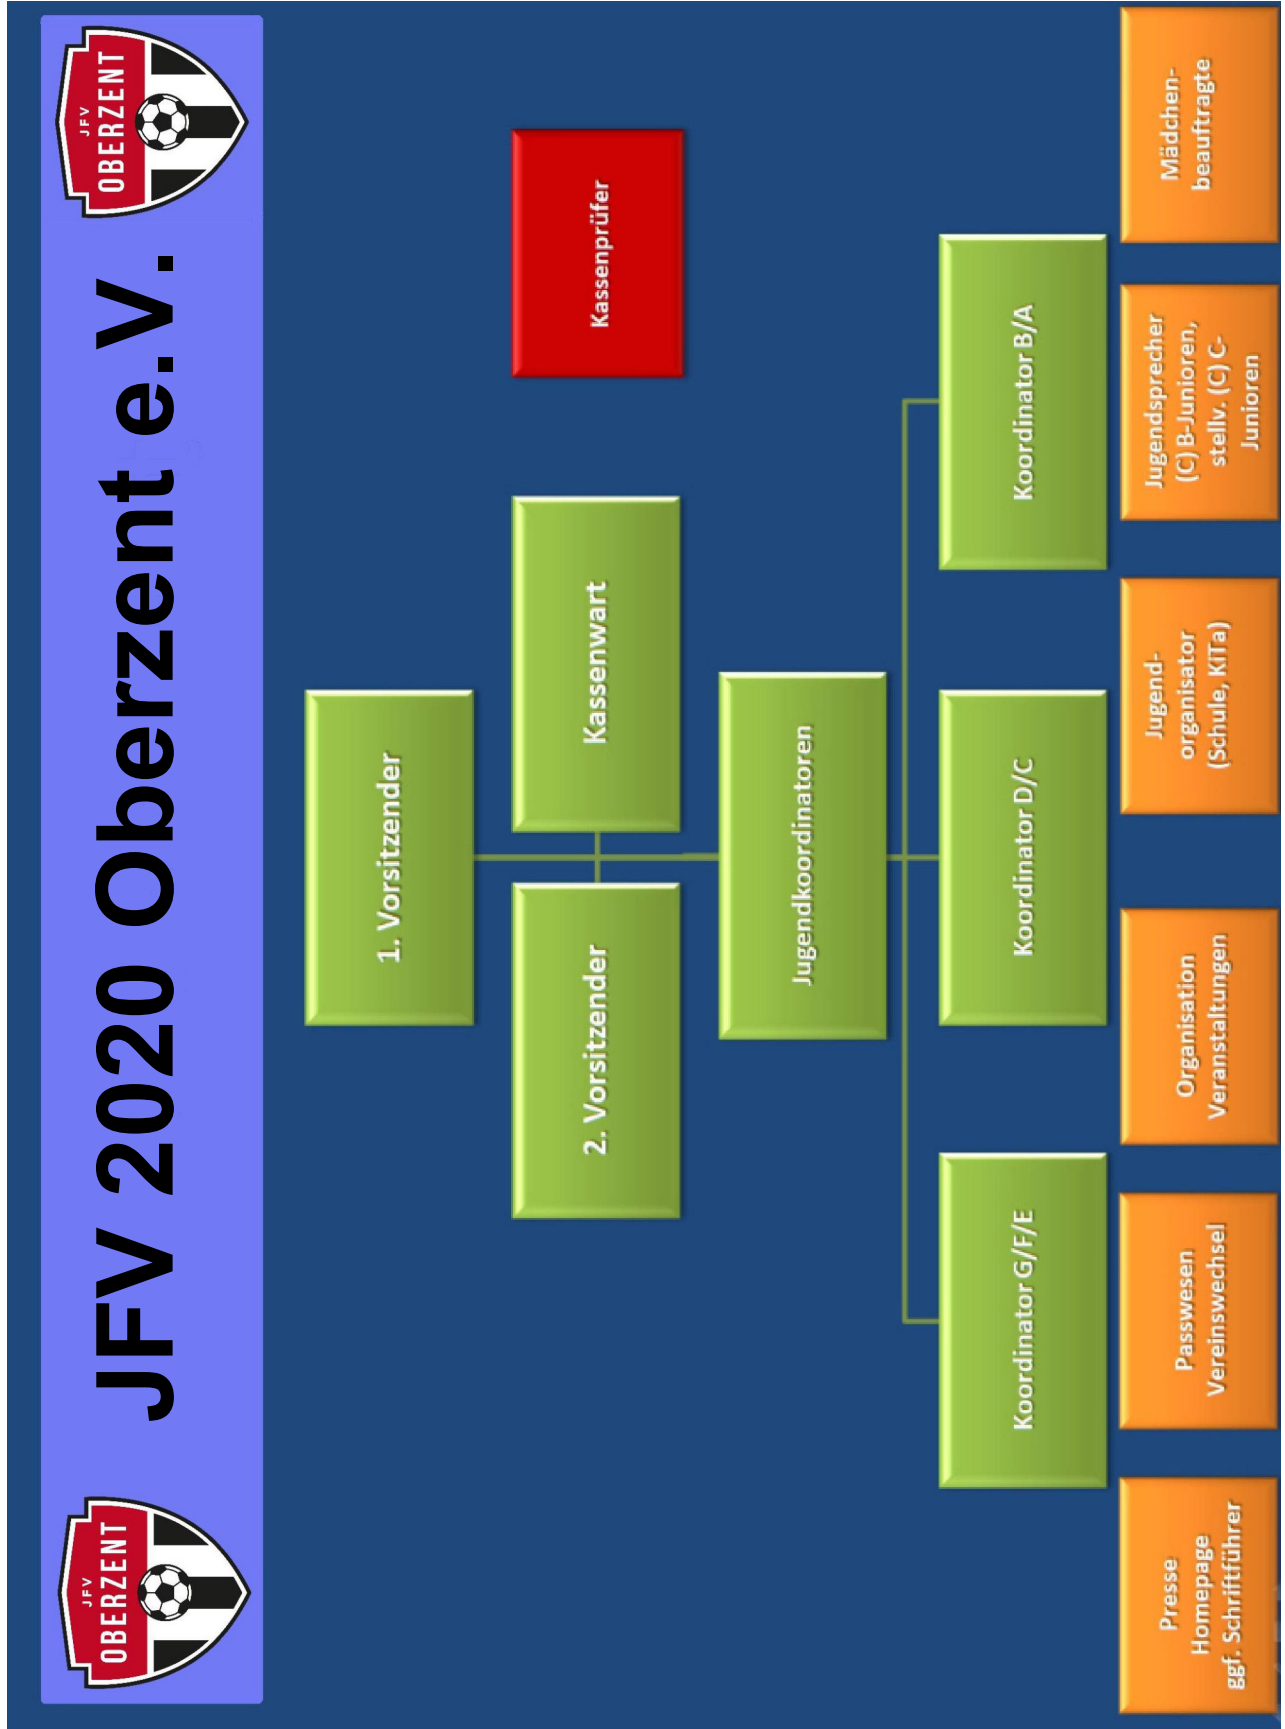 JFV
OBERZENT
JFV 2020 Oberzent e.V.
JFV
OBERZENT
1. Vorsitzender
2. Vorsitzender
Kassenwart
Kassenprüfer
Jugendkoordinatoren
Koordinator G/F/E
Koordinator D/C
Koordinator B/A
Presse
Homepage
ggf. Schriftführer
Passwesen
Vereinswechsel
Organisation
Veranstaltungen
Jugend-
organisator
(Schule, KiTa)
Jugendsprecher
(C) B-Junioren,
stellv. (C) C-
Junioren
Mädchen-
beauftragte